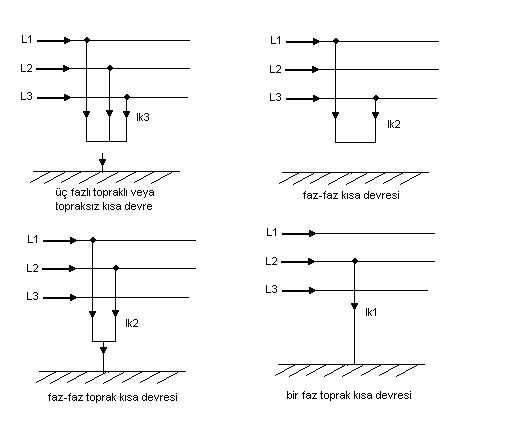 L1
L2
L3
Ik3
üç fazlı topraklı veya
topraksız kısa devre
L1
L2
L3
Ik2
faz-faz kısa devresi
L1
L2
L3
Ik2
faz-faz toprak kısa devresi
L1
L2
L3
Ik1
bir faz toprak kısa devresi